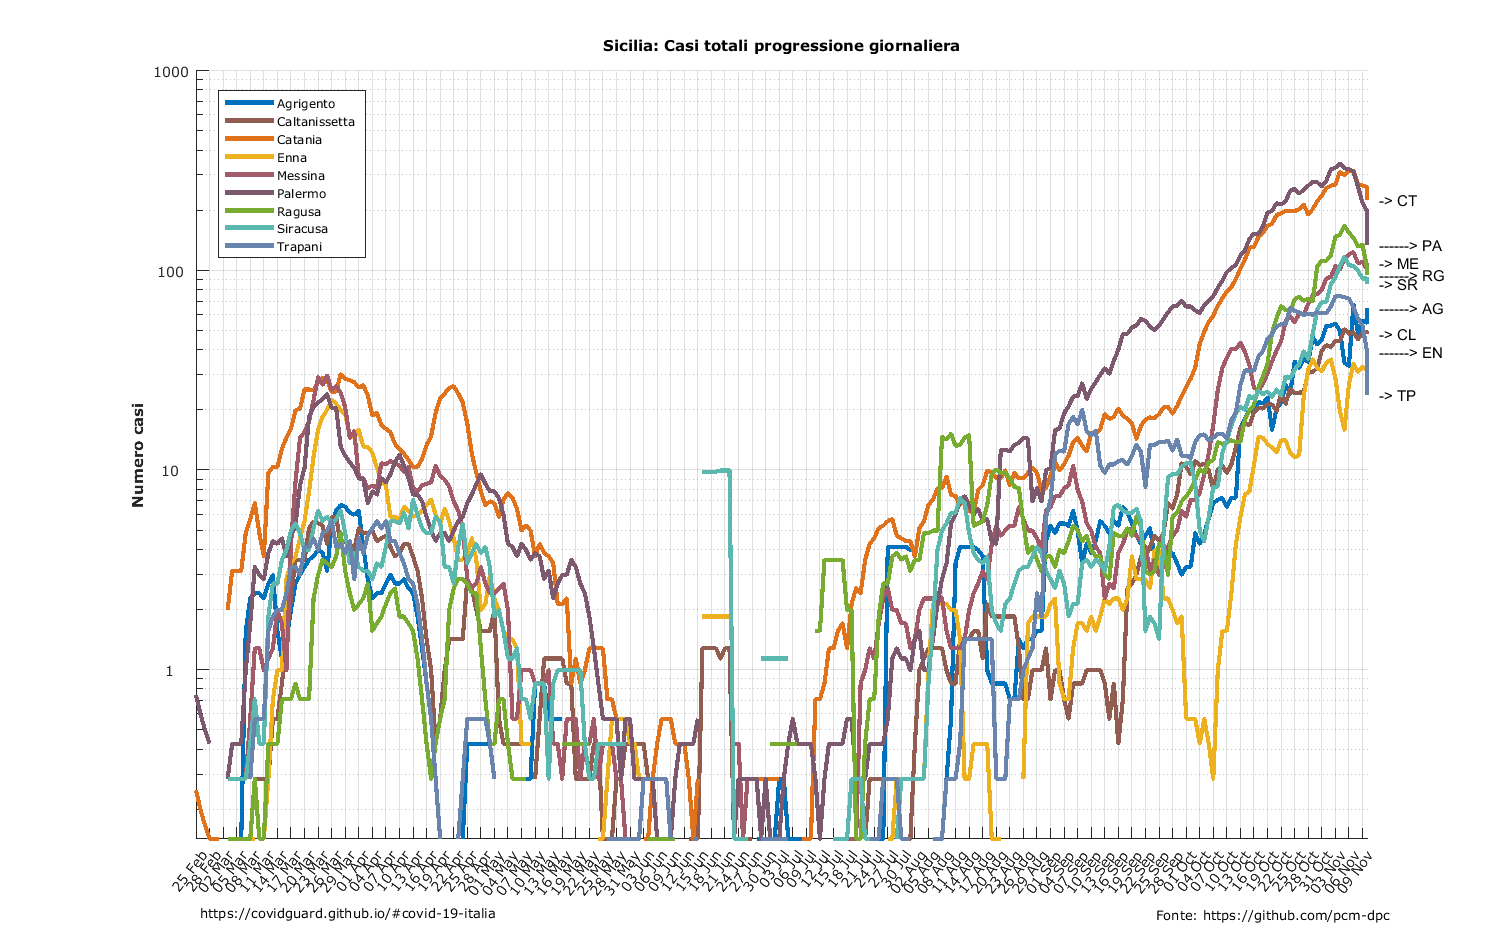 Sicilia: Casi totali progressione giornaliera
1000
100
10
1
Numero casi
Agrigento
Caltanissetta
Catania
Enna
Messina
Palermo
Ragusa
Siracusa
Trapani
-> CT
------> PA
-> ME
------> RG
-> SR
------> AG
-> CL
------> EN
-> TP
25 Feb
28 Feb
02 Mar
05 Mar
08 Mar
11 Mar
14 Mar
17 Mar
20 Mar
23 Mar
26 Mar
29 Mar
01 Apr
04 Apr
07 Apr
10 Apr
13 Apr
16 Apr
19 Apr
22 Apr
25 Apr
28 Apr
01 May
04 May
07 May
10 May
13 May
16 May
19 May
22 May
25 May
28 May
31 May
03 Jun
06 Jun
09 Jun
12 Jun
15 Jun
18 Jun
21 Jun
24 Jun
27 Jun
30 Jun
03 Jul
06 Jul
09 Jul
12 Jul
15 Jul
18 Jul
21 Jul
24 Jul
27 Jul
30 Jul
02 Aug
05 Aug
08 Aug
11 Aug
14 Aug
17 Aug
20 Aug
23 Aug
26 Aug
29 Aug
01 Sep
04 Sep
07 Sep
10 Sep
13 Sep
16 Sep
19 Sep
22 Sep
25 Sep
28 Sep
01 Oct
04 Oct
07 Oct
10 Oct
13 Oct
16 Oct
19 Oct
22 Oct
25 Oct
28 Oct
31 Oct
03 Nov
06 Nov
09 Nov
https://covidguard.github.io/#covid-19-italia
Fonte: https://github.com/pcm-dpc